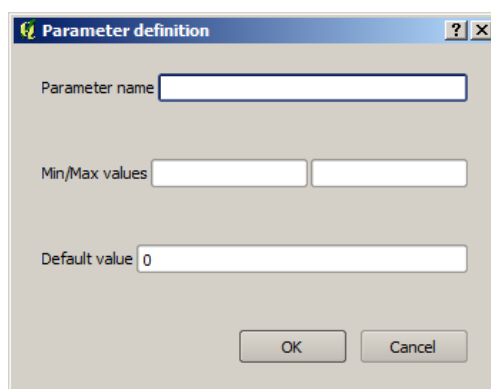 Parameter definition
Parameter name
Min/Max values
Default value 0
OK Cancel